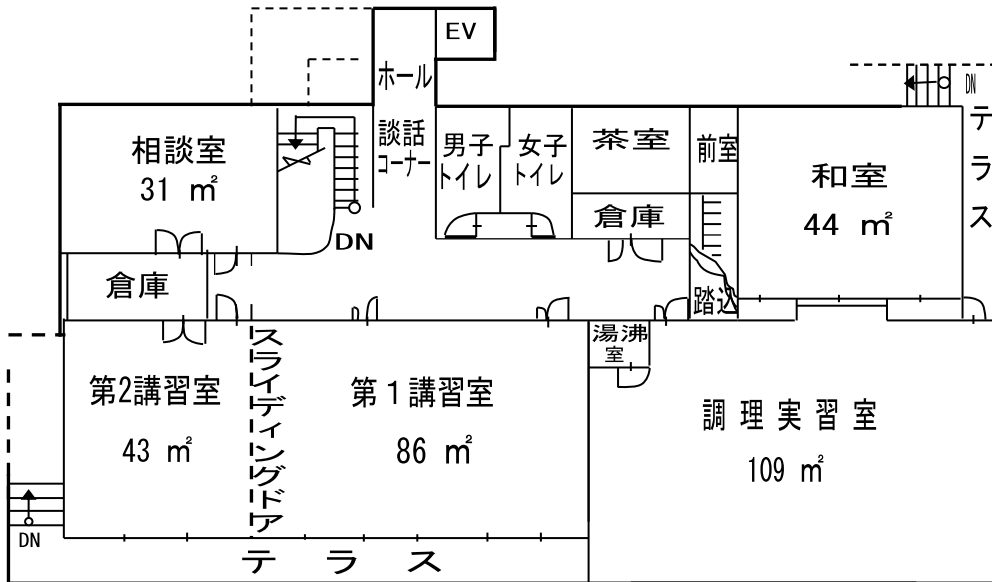 EV
ホール
談話
コーナー
相談室
31 ㎡
DN
男子
トイレ
女子
トイレ
茶室
前室
倉庫
踏込
和室
44 ㎡
DN
テラス
倉庫
第2講習室
43 ㎡
スライディングドア
第1講習室
86 ㎡
湯沸
室
調理実習室
109 ㎡
DN
テラス